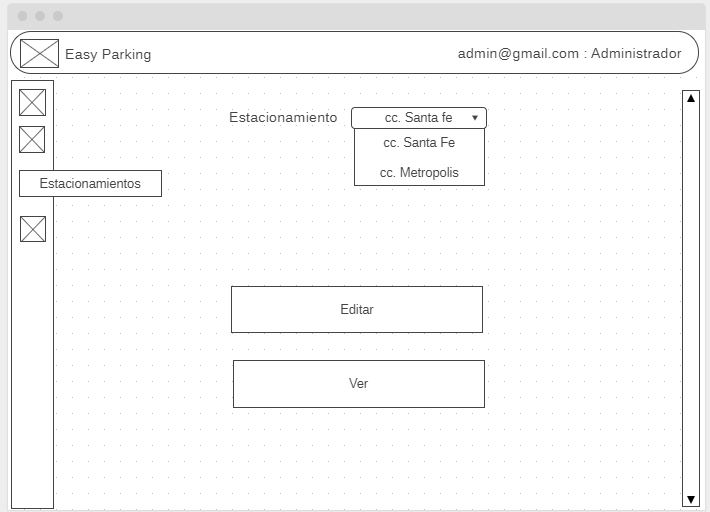 Easy Parking
admin@gmail.com : Administrador
Estacionamiento
cc. Santa fe
cc. Santa Fe
cc. Metropolis
Estacionamientos
Editar
Ver